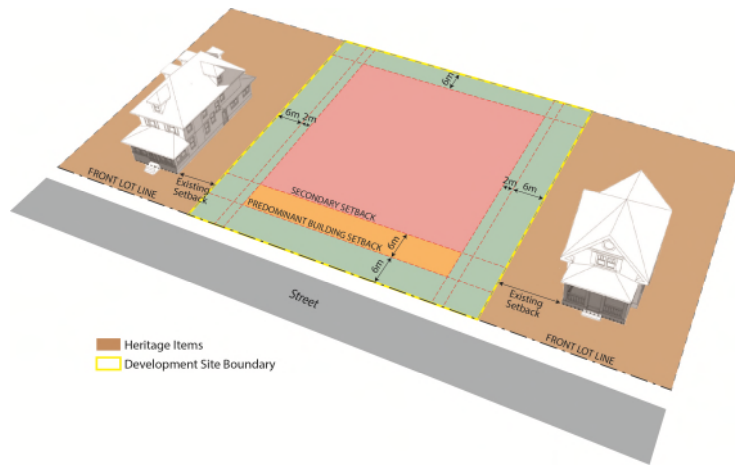 6m
6m 2m
FRONT LOT LINE
Existing
Setback
SECONDARY SETBACK
PREDOMINANT BUILDING SETBACK
6m
6m
2m 6m
Existing
Setback
Street
FRONT LOT LINE
Heritage Items
Development Site Boundary